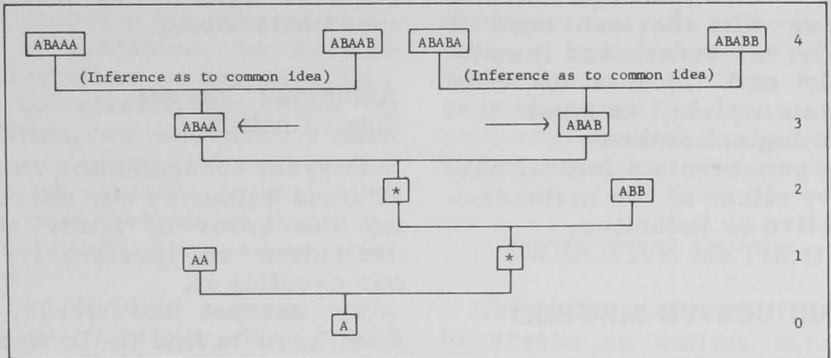 ABAAA ABAAB ABABA ABABB 4
(Inference as to common idea) (Inference as to common idea)
ABAA ABAB 3
* ABB 2
AA * 1
A 0